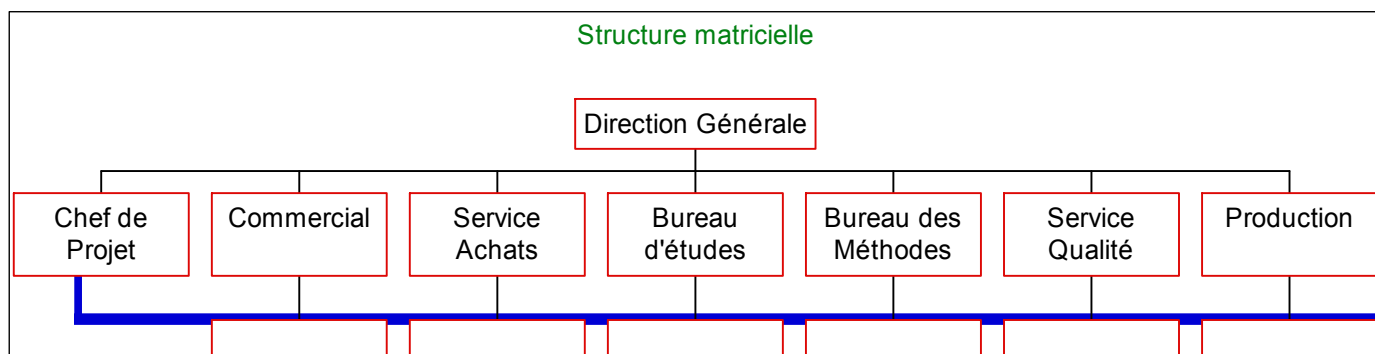 Structure matricielle
Direction Générale
Chef de
Projet
Commercial
Service
Achats
Bureau
d'études
Bureau des
Méthodes
Service
Qualité
Production